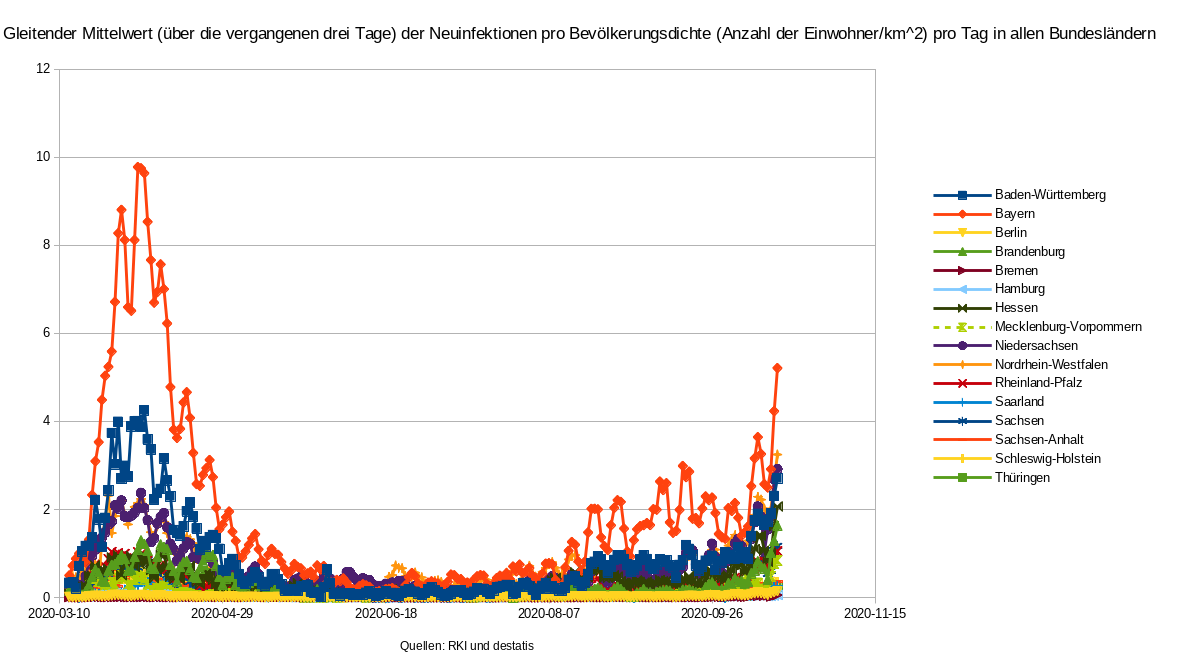 Gleitender Mittelwert (über die vergangenen drei Tage) der Neuinfektionen pro Bevölkerungsdichte (Anzahl der Einwohner/km^2) pro Tag in allen Bundesländern
12
10
8
6
4
2
0
2020-03-10 2020-04-29 2020-06-18 2020-08-07 2020-09-26 2020-11-15
Quellen: RKI und destatis
Baden-Württemberg
Bayern
Berlin
Brandenburg
Bremen
Hamburg
Hessen
Mecklenburg-Vorpommern
Niedersachsen
Nordrhein-Westfalen
Rheinland-Pfalz
Saarland
Sachsen
Sachsen-Anhalt
Schleswig-Holstein
Thüringen